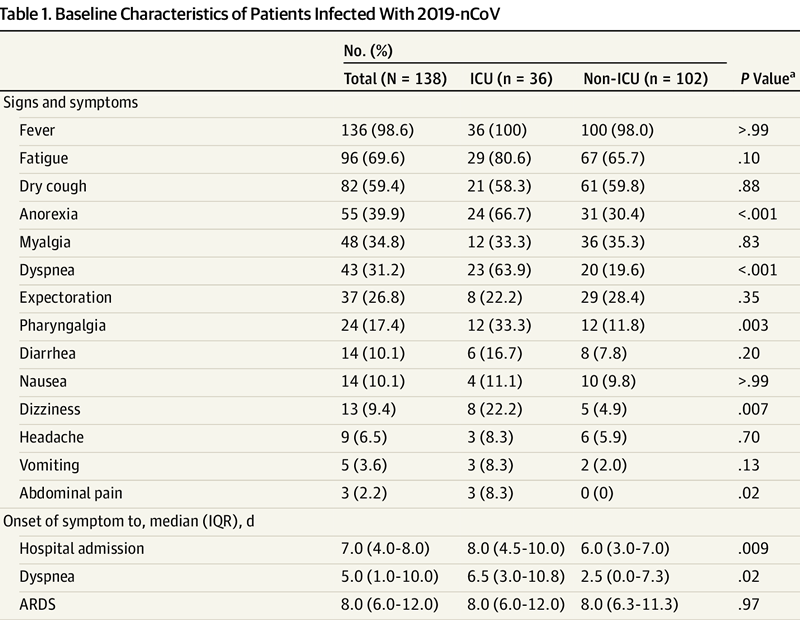 Table 1. Baseline Characteristics of Patients Infected With 2019-nCoV
No. (%)
Total (N = 138) ICU (n = 36) Non-ICU (n = 102) P Valueᵃ
Signs and symptoms
Fever 136 (98.6) 36 (100) 100 (98.0) >.99
Fatigue 96 (69.6) 29 (80.6) 67 (65.7) .10
Dry cough 82 (59.4) 21 (58.3) 61 (59.8) .88
Anorexia 55 (39.9) 24 (66.7) 31 (30.4) <.001
Myalgia 48 (34.8) 12 (33.3) 36 (35.3) .83
Dyspnea 43 (31.2) 23 (63.9) 20 (19.6) <.001
Expectoration 37 (26.8) 8 (22.2) 29 (28.4) .35
Pharyngalgia 24 (17.4) 12 (33.3) 12 (11.8) .003
Diarrhea 14 (10.1) 6 (16.7) 8 (7.8) .20
Nausea 14 (10.1) 4 (11.1) 10 (9.8) >.99
Dizziness 13 (9.4) 8 (22.2) 5 (4.9) .007
Headache 9 (6.5) 3 (8.3) 6 (5.9) .70
Vomiting 5 (3.6) 3 (8.3) 2 (2.0) .13
Abdominal pain 3 (2.2) 3 (8.3) 0 (0) .02
Onset of symptom to, median (IQR), d
Hospital admission 7.0 (4.0-8.0) 8.0 (4.5-10.0) 6.0 (3.0-7.0) .009
Dyspnea 5.0 (1.0-10.0) 6.5 (3.0-10.8) 2.5 (0.0-7.3) .02
ARDS 8.0 (6.0-12.0) 8.0 (6.0-12.0) 8.0 (6.3-11.3) .97